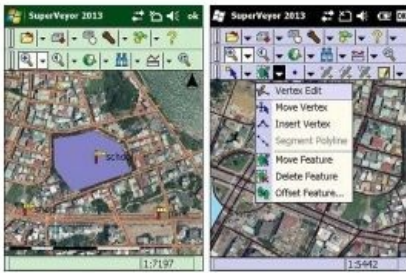 SuperVeyor 2013
ok
1:7197
SuperVeyor 2013
OK
Vertex Edit
Move Vertex
Insert Vertex
Segment Polyline
Move Feature
Delete Feature
Offset Feature...
1:5442